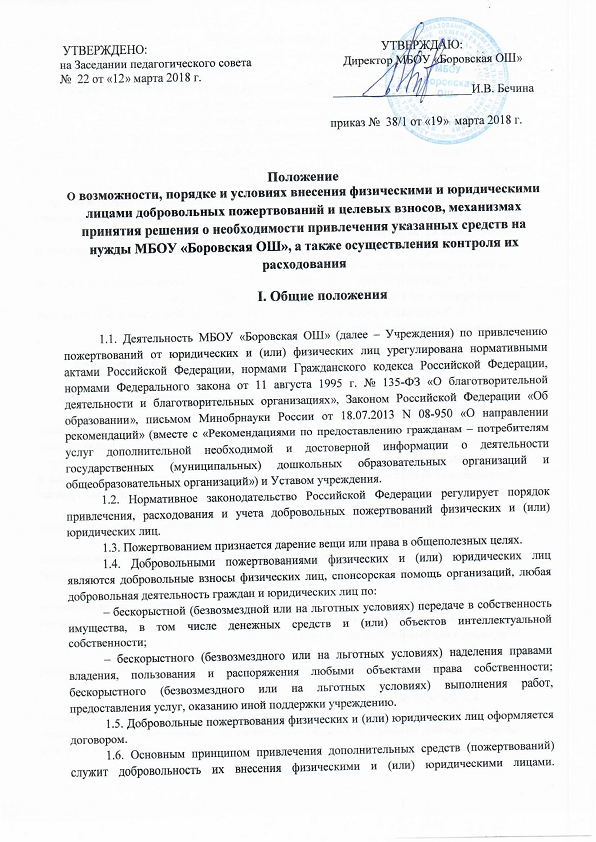 УТВЕРЖДЕНО:
на Заседании педагогического совета
№ 22 от «12» марта 2018 г.
УТВЕРЖДАЮ:
Директор МБОУ «Боровская ОШ»
И.В. Бечина
приказ № 38/1 от «19» марта 2018 г.
МБОУ
Боровская
ОШ
Положение
О возможности, порядке и условиях внесения физическими и юридическими
лицами добровольных пожертвований и целевых взносов, механизмах
принятия решения о необходимости привлечения указанных средств на
нужды МБОУ «Боровская ОШ», а также осуществления контроля их
расходования
I. Общие положения
1.1. Деятельность МБОУ «Боровская ОШ» (далее – Учреждения) по привлечению
пожертвований от юридических и (или) физических лиц урегулирована нормативными
актами Российской Федерации, нормами Гражданского кодекса Российской Федерации,
нормами Федерального закона от 11 августа 1995 г. № 135-ФЗ «О благотворительной
деятельности и благотворительных организациях», Законом Российской Федерации «Об
образовании», письмом Минобрнауки России от 18.07.2013 N 08-950 «О направлении
рекомендаций» (вместе с «Рекомендациями по предоставлению гражданам – потребителям
услуг дополнительной необходимой и достоверной информации о деятельности
государственных (муниципальных) дошкольных образовательных организаций и
общеобразовательных организаций») и Уставом учреждения.
1.2. Нормативное законодательство Российской Федерации регулирует порядок
привлечения, расходования и учета добровольных пожертвований физических и (или)
юридических лиц.
1.3. Пожертвованием признается дарение вещи или права в общеполезных целях.
1.4. Добровольными пожертвованиями физических и (или) юридических лиц
являются добровольные взносы физических лиц, спонсорская помощь организаций, любая
добровольная деятельность граждан и юридических лиц по:
– бескорыстной (безвозмездной или на льготных условиях) передаче в собственность
имущества, в том числе денежных средств и (или) объектов интеллектуальной
собственности;
– бескорыстного (безвозмездного или на льготных условиях) наделения правами
владения, пользования и распоряжения любыми объектами права собственности;
бескорыстного (безвозмездного или на льготных условиях) выполнения работ,
предоставления услуг, оказанию иной поддержки учреждению.
1.5. Добровольные пожертвования физических и (или) юридических лиц оформляется
договором.
1.6. Основным принципом привлечения дополнительных средств (пожертвований)
служит добровольность их внесения физическими и (или) юридическими лицами.